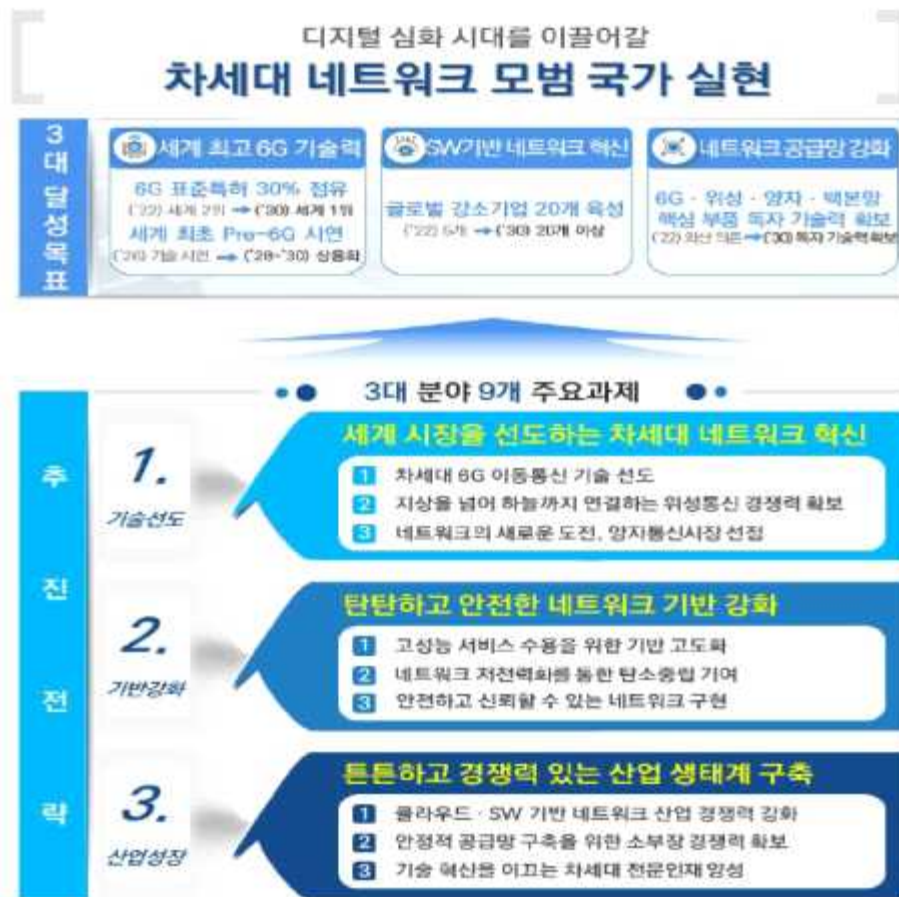 디지털 심화 시대를 이끌어갈
차세대 네트워크 모범 국가 실현
3대 달성목표
세계 최고 6G 기술력
6G 표준특허 30% 점유
('22) 세계 2위 → ('30) 세계 1위
세계 최초 Pre-6G 시연
('26) 기술시연 → ('28~'30) 상용화
SW기반 네트워크 혁신
글로벌 강소기업 20개 육성
('22) 5개 → ('30) 20개 이상
네트워크 공급망 강화
6G · 위성 · 양자 · 백본망
핵심 부품 독자 기술력 확보
('22) 외산 의존 → ('30) 독자 기술력 확보
3대 분야 9개 주요과제
추진전략
1.
기술선도
세계 시장을 선도하는 차세대 네트워크 혁신
1 차세대 6G 이동통신 기술 선도
2 지상을 넘어 하늘까지 연결하는 위성통신 경쟁력 확보
3 네트워크의 새로운 도전, 양자통신시장 선점
2.
기반강화
탄탄하고 안전한 네트워크 기반 강화
1 고성능 서비스 수용을 위한 기반 고도화
2 네트워크 저전력화를 통한 탄소중립 기여
3 안전하고 신뢰할 수 있는 네트워크 구현
3.
산업성장
튼튼하고 경쟁력 있는 산업 생태계 구축
1 클라우드 · SW 기반 네트워크 산업 경쟁력 강화
2 안정적 공급망 구축을 위한 소부장 경쟁력 확보
3 기술 혁신을 이끄는 차세대 전문인재 양성